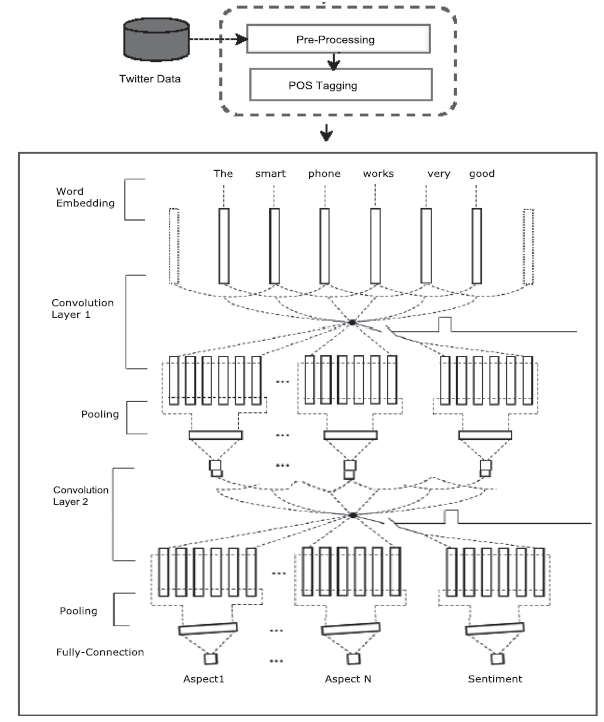 Pre-Processing
Twitter Data
POS Tagging
The smart phone works very good
Word
Embedding
Convolution
Layer 1
...
Pooling
...
...
Convolution
Layer 2
...
Pooling
...
Fully-Connection
...
Aspect1 Aspect N Sentiment